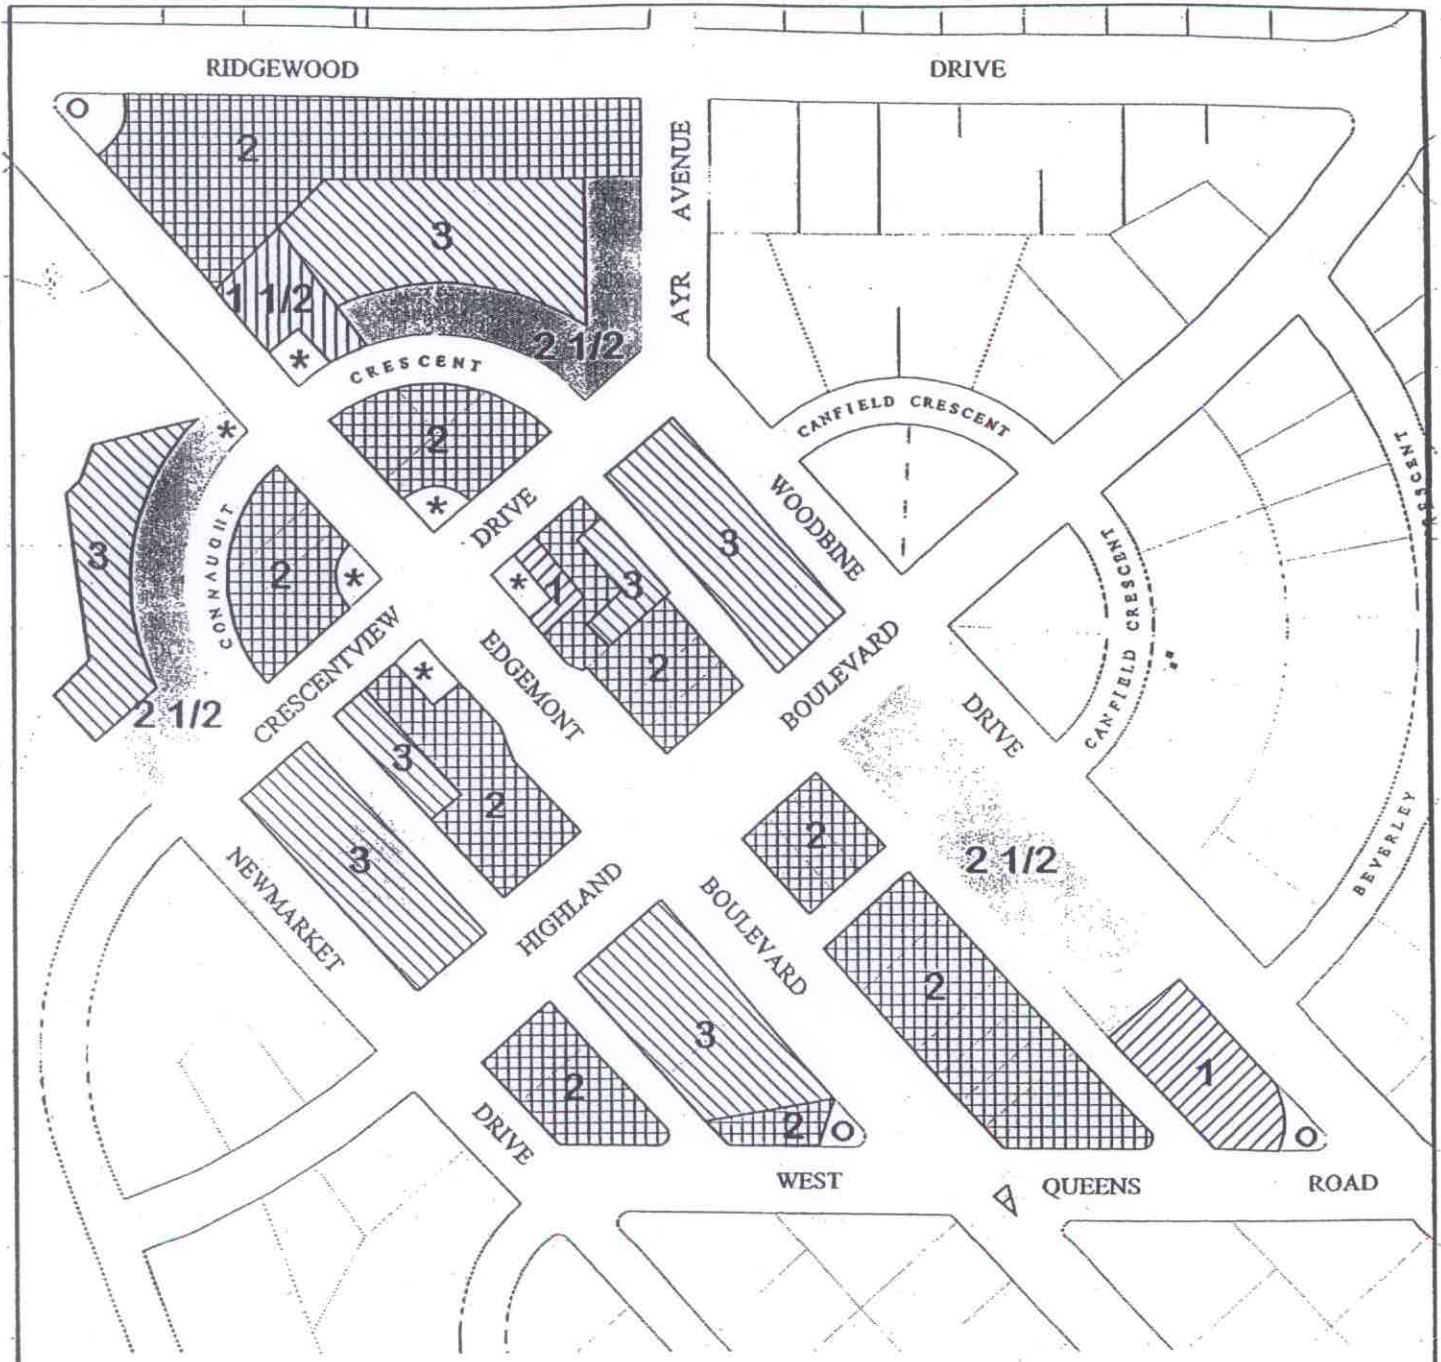 RIDGEWOOD DRIVE
2
AVENUE
3
AYR
1 1/2
2 1/2
*
CRESCENT
CANFIELD CRESCENT
2
*
*
CRESCENT
DRIVE
WOODBINE
3
CONNAUGHT
3
2
*
*
1
3
CANFIELD CRESCENT
CRESCENTVIEW
EDGEMONT
2
BOULEVARD
2 1/2
*
DRIVE
3
2
2
2 1/2
3
NEWMARKET
HIGHLAND
BOULEVARD
BEVERLEY
2
3
2
1
DRIVE
2
O
O
WEST QUEENS ROAD